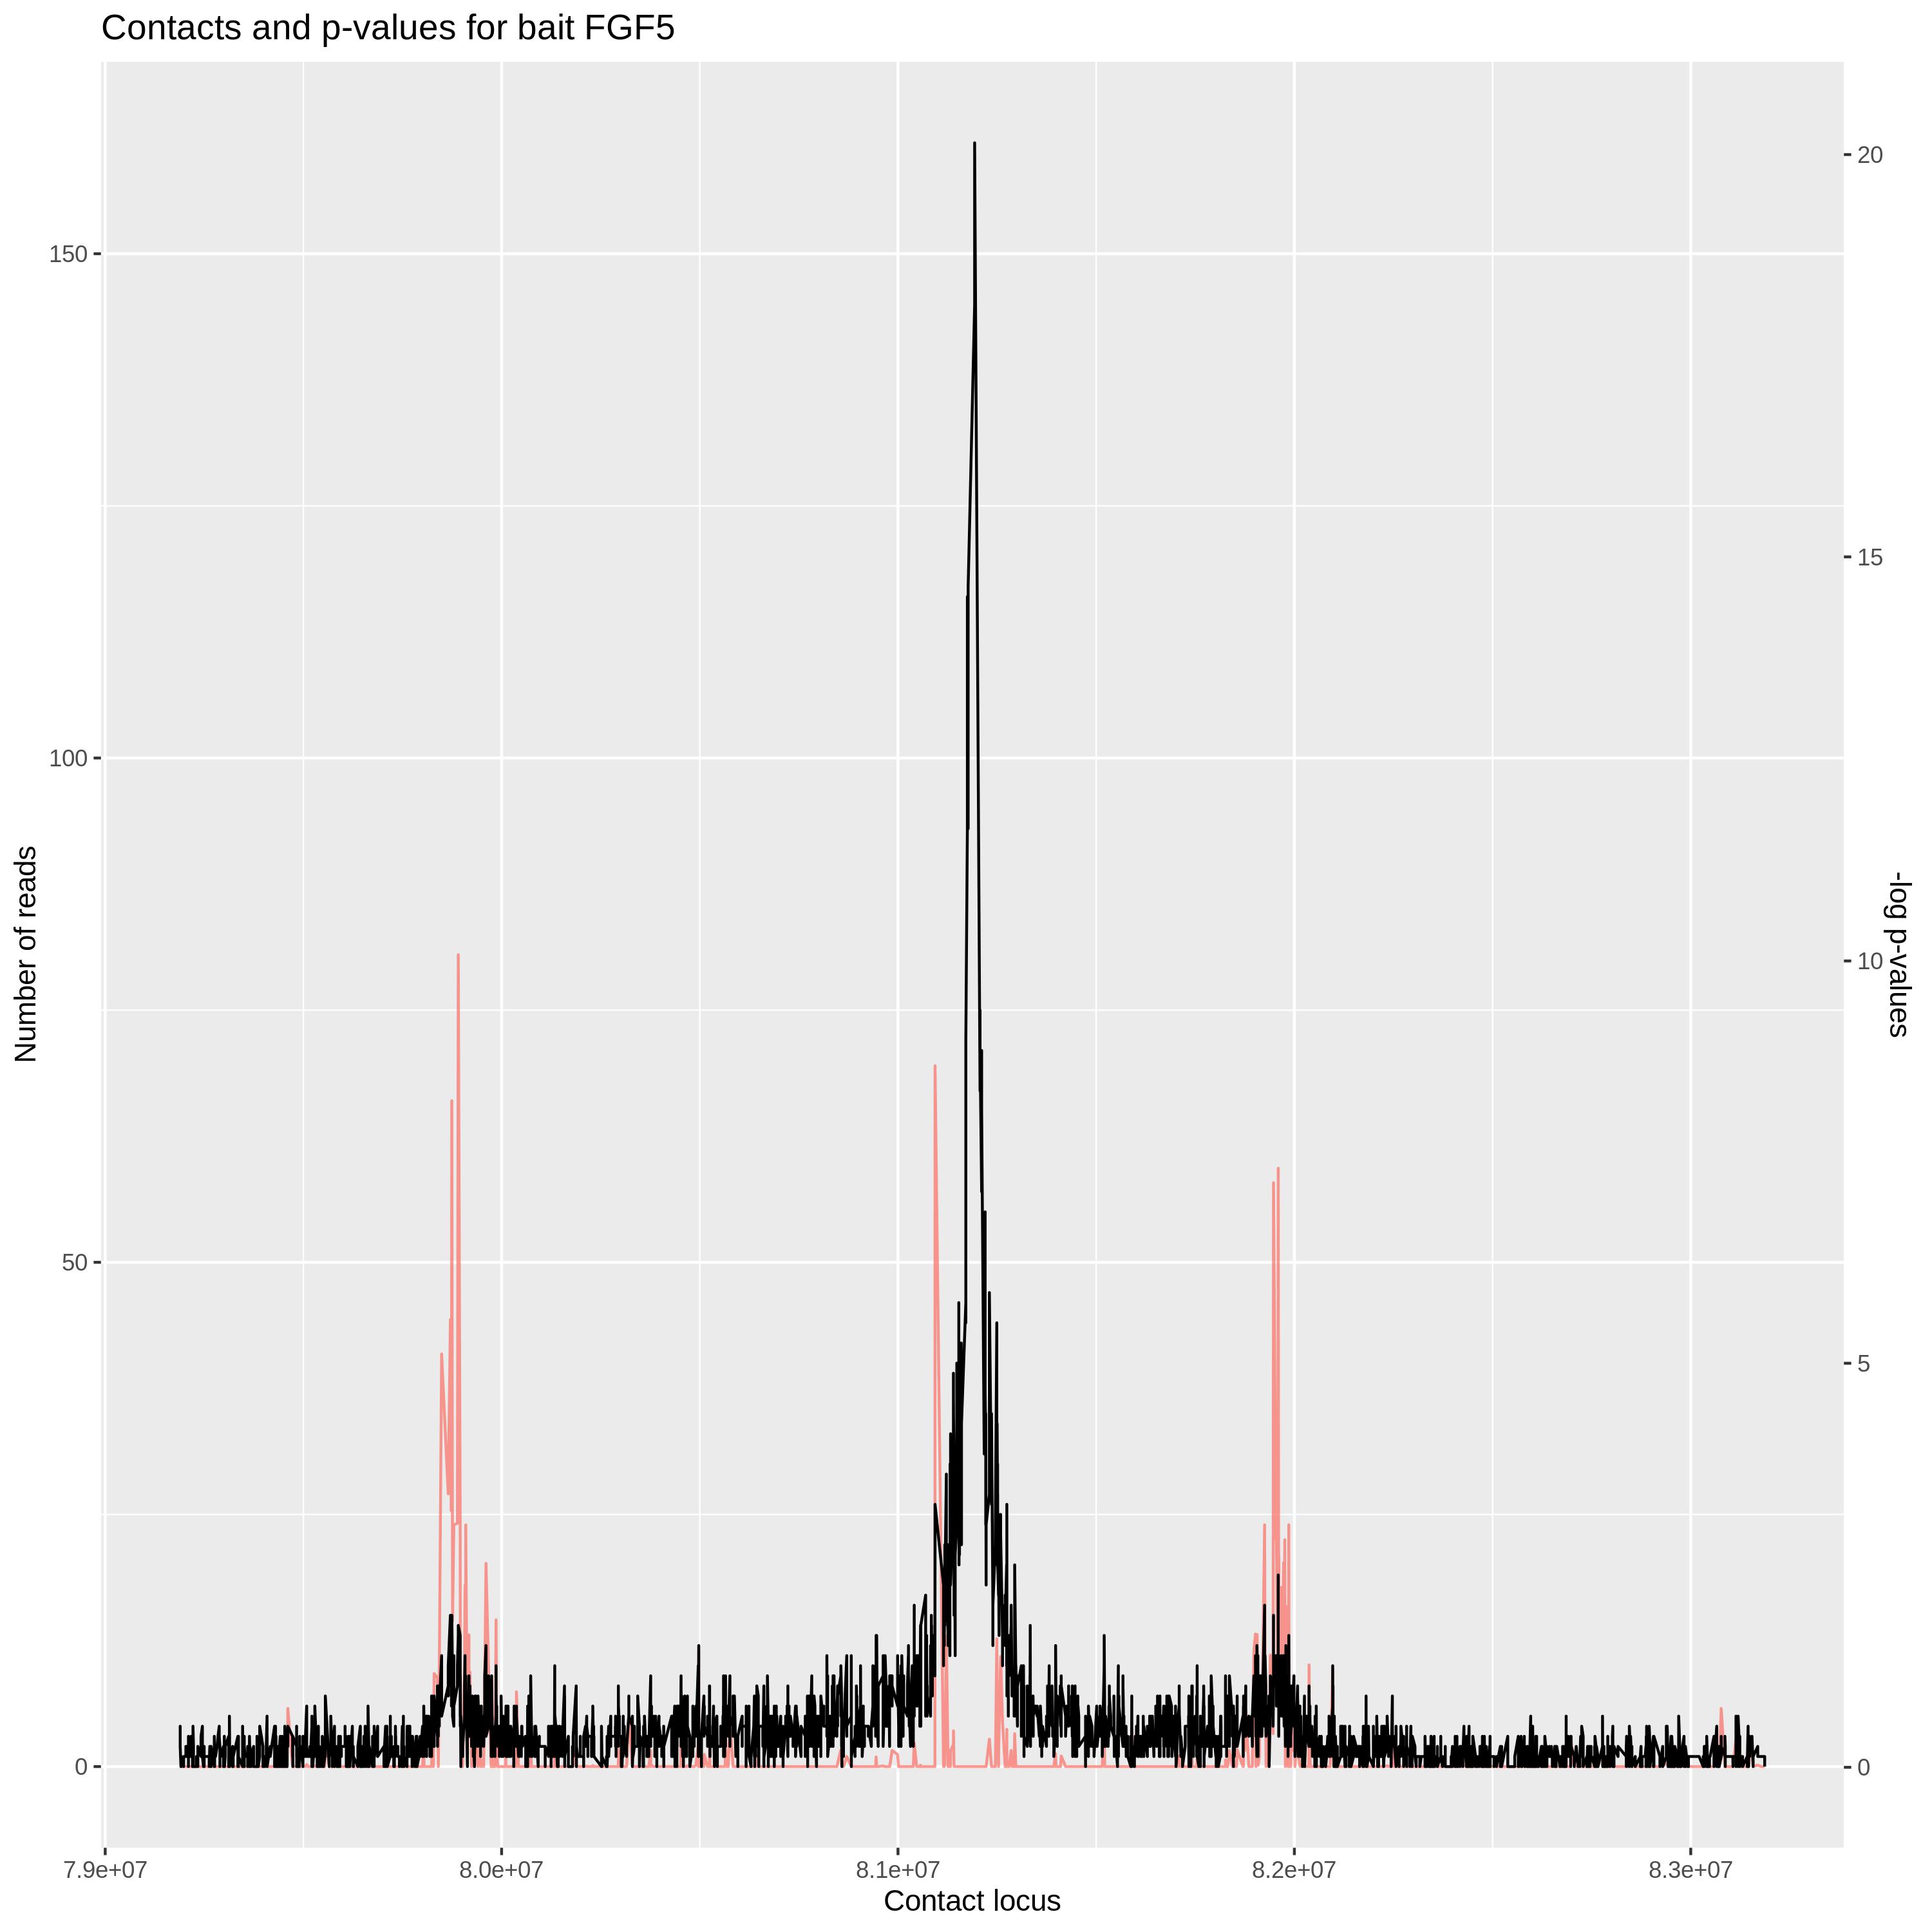 Contacts and p-values for bait FGF5
150
100
50
0
Number of reads
20
15
10
5
0
-log p-values
7.9e+07
8.0e+07
8.1e+07
8.2e+07
8.3e+07
Contact locus